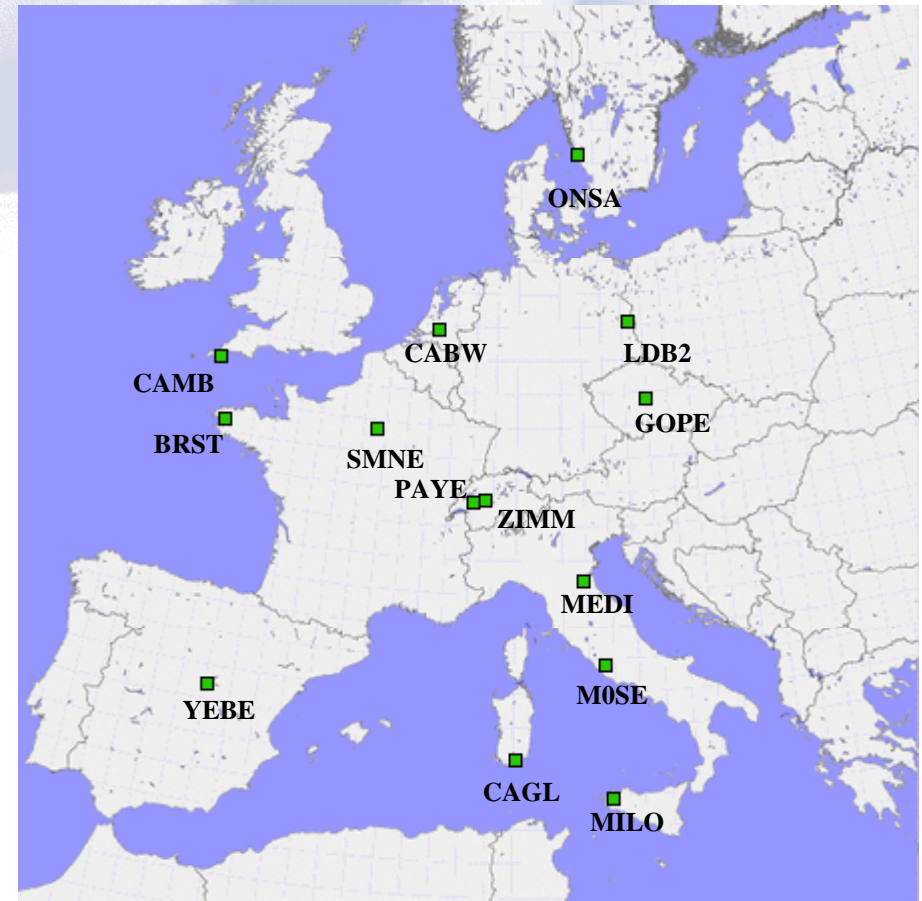 ONSA
CABW
LDB2
CAMB
GOPE
BRST
SMNE
PAYE
ZIMM
MEDI
M0SE
YEBE
CAGL
MILO